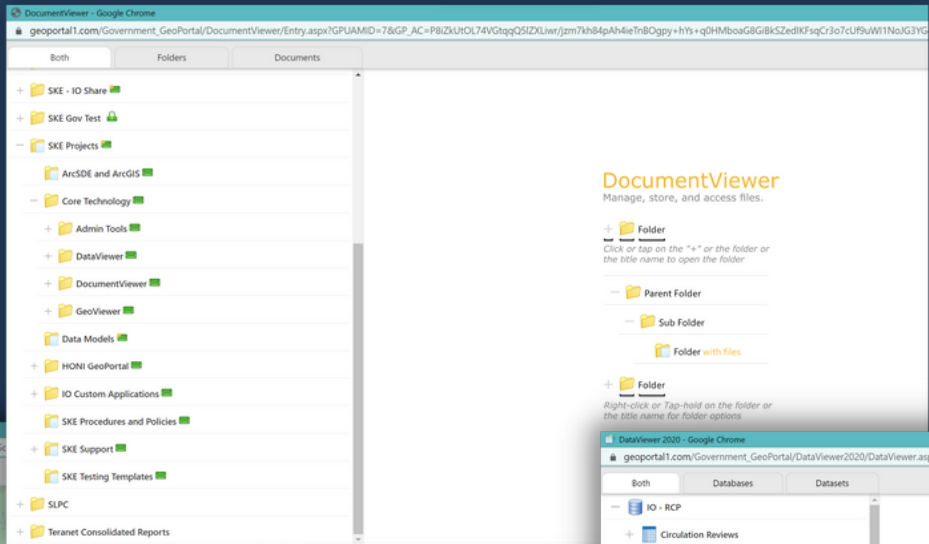 DocumentViewer - Google Chrome
geoportal1.com/Government_GeoPortal/DocumentViewer/Entry.aspx?GPUAMID=7&GP_AC=
Both Folders Documents
+ SKE - IO Share
+ SKE Gov Test
− SKE Projects
ArcSDE and ArcGIS
− Core Technology
+ Admin Tools
+ DataViewer
+ DocumentViewer
+ GeoViewer
Data Models
+ HONI GeoPortal
+ IO Custom Applications
SKE Procedures and Policies
+ SKE Support
SKE Testing Templates
+ SLPC
+ Teranet Consolidated Reports
DocumentViewer
Manage, store, and access files.
+ Folder
Click or tap on the "+" or the folder or
the title name to open the folder
− Parent Folder
− Sub Folder
Folder with files
+ Folder
Right-click or Tap-hold on the folder or
the title name for folder options
DataViewer 2020 - Google Chrome
geoportal1.com/Government_GeoPortal/DataViewer2020/DataViewer.asp
Both Databases Datasets
− IO - RCP
+ Circulation Reviews